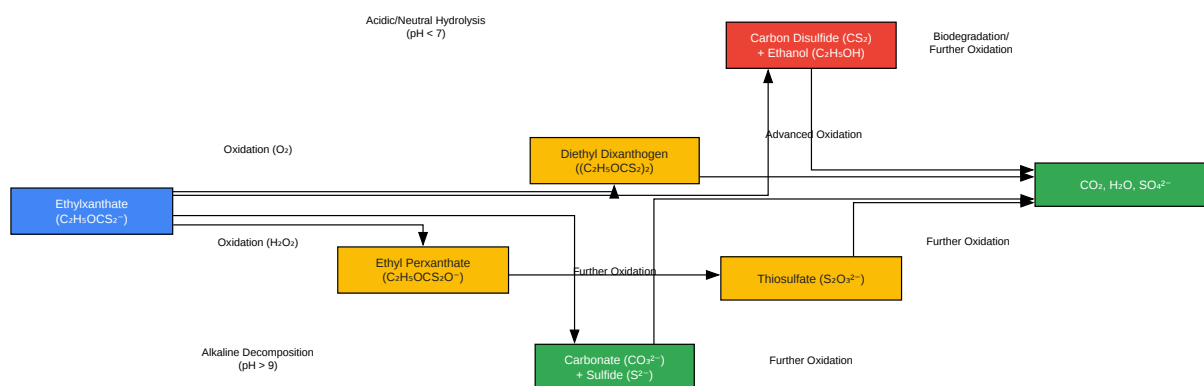 Acidic/Neutral Hydrolysis
(pH < 7)
Carbon Disulfide (CS₂)
+ Ethanol (C₂H₅OH)
Biodegradation/
Further Oxidation
Advanced Oxidation
Oxidation (O₂)
Diethyl Dixanthogen
((C₂H₅OCS₂)₂)
CO₂, H₂O, SO₄²⁻
Ethylxanthate
(C₂H₅OCS₂⁻)
Oxidation (H₂O₂)
Further Oxidation
Ethyl Perxanthate
(C₂H₅OCS₂O⁻)
Further Oxidation
Thiosulfate (S₂O₃²⁻)
Alkaline Decomposition
(pH > 9)
Carbonate (CO₃²⁻)
+ Sulfide (S²⁻)
Further Oxidation